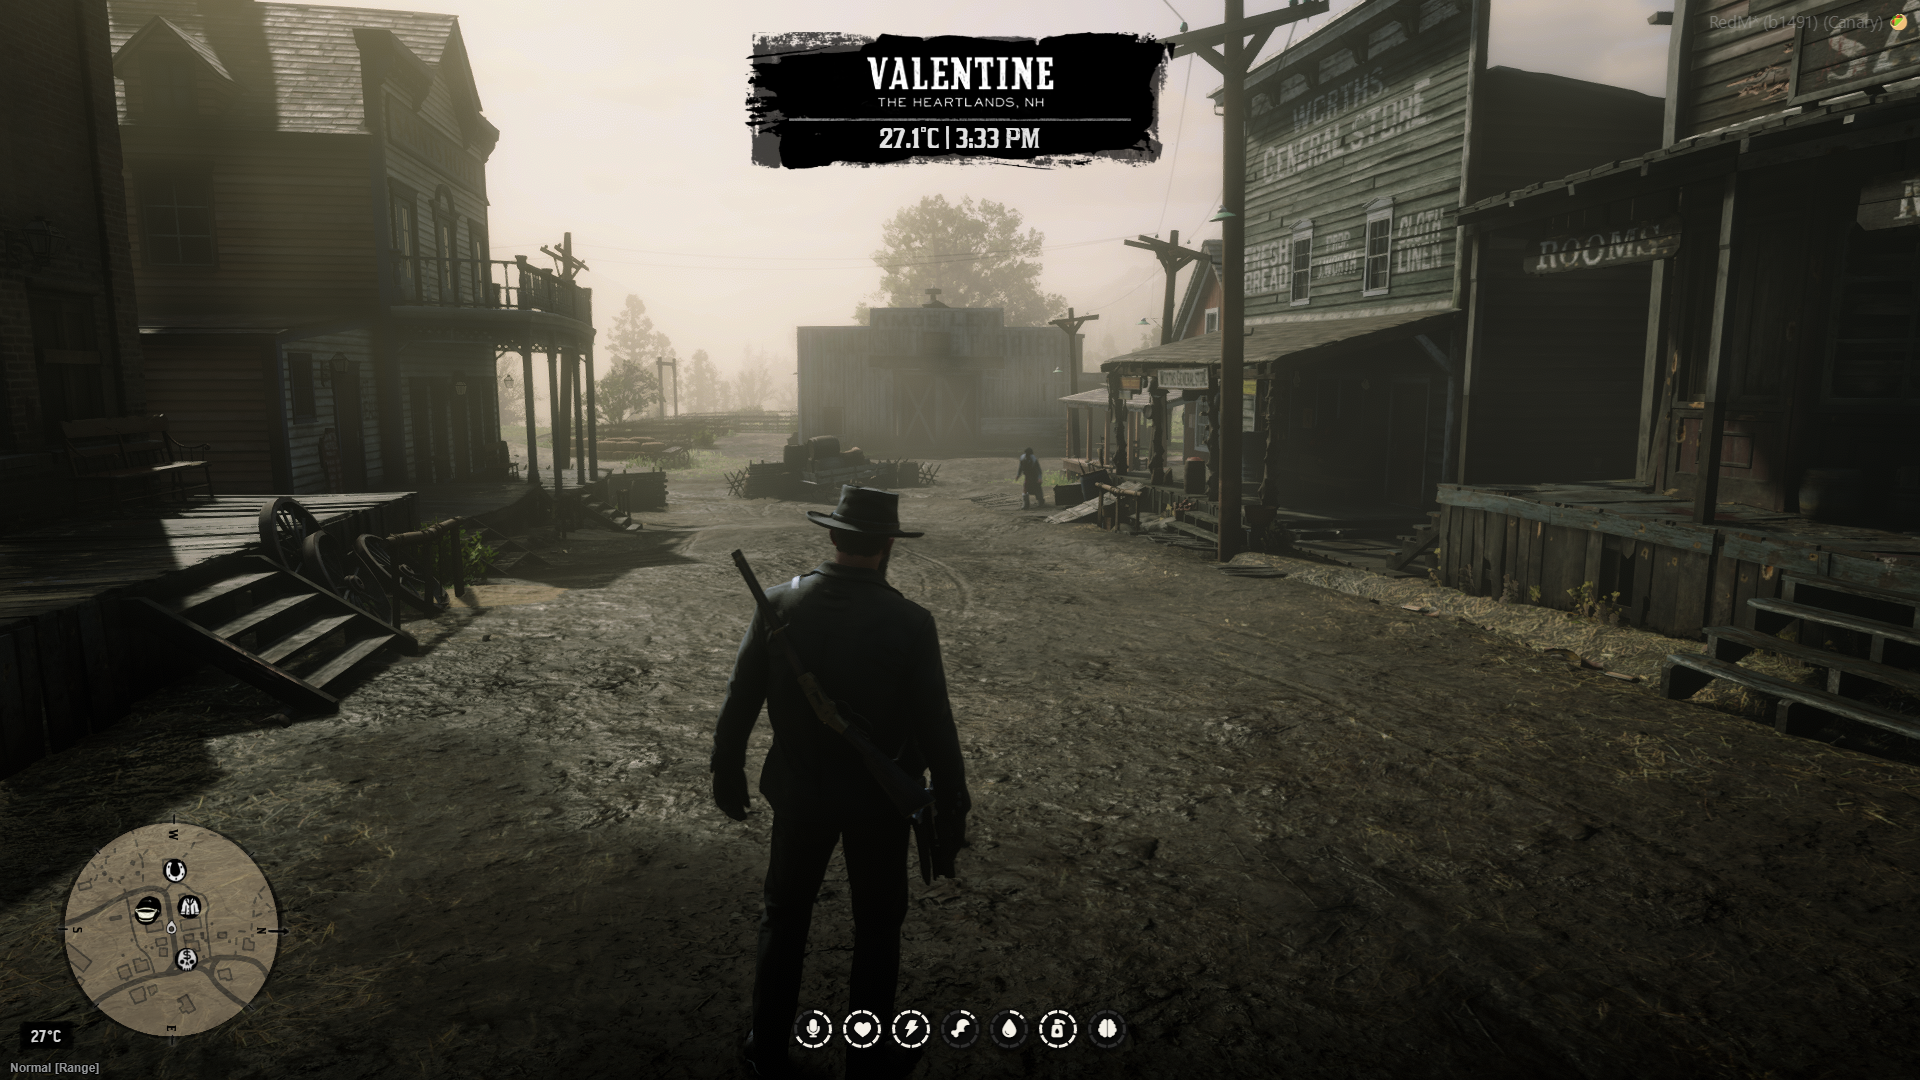 RedM* (b1491) (Canary)
VALENTINE
THE HEARTLANDS, NH
27.1°C | 3:33 PM
WORTHS
GENERAL STORE
FRESH
BREAD
CLOTH
LINEN
ROOMS
W
S
N
E
27°C
Normal [Range]